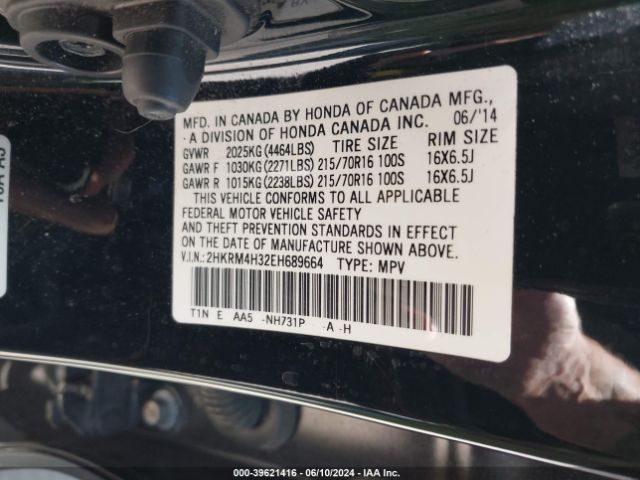 MFD. IN CANADA BY HONDA OF CANADA MFG.,
- A DIVISION OF HONDA CANADA INC. 06/'14
GVWR 2025KG(4464LBS) TIRE SIZE RIM SIZE
GAWR F 1030KG(2271LBS)215/70R16 100S 16X6.5J
GAWR R 1015KG(2238LBS)215/70R16 100S 16X6.5J
THIS VEHICLE CONFORMS TO ALL APPLICABLE
FEDERAL MOTOR VEHICLE SAFETY
AND THEFT PREVENTION STANDARDS IN EFFECT
ON THE DATE OF MANUFACTURE SHOWN ABOVE.
V.I.N.:2HKRM4H32EH689664 TYPE: MPV
T1N E AA5 -NH731P -A -H
000-39621416 - 06/10/2024 - IAA Inc.